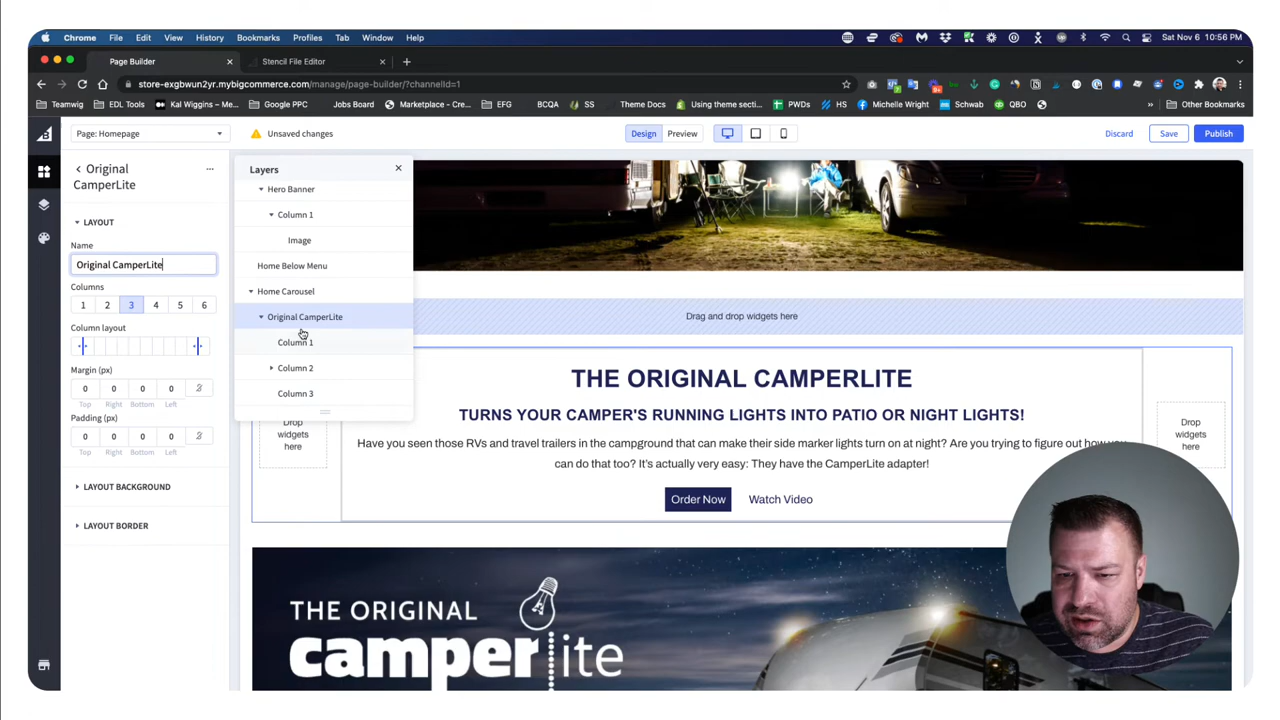 Chrome File Edit View History Bookmarks Profiles Tab Window Help
Sat Nov 6 10:56 PM
Page Builder
Stencil File Editor
store-exgbwun2yr.mybigcommerce.com/manage/page-builder/?channelId=1
Teamwig EDL Tools Kal Wiggins – Me... Google PPC Jobs Board Marketplace - Cre... EFG BCQA SS Theme Docs Using theme secti... PWDs HS Michelle Wright Schwab QBO » Other Bookmarks
Page: Homepage
Unsaved changes
Design Preview
Discard Save Publish
Original CamperLite
LAYOUT
Name
Original CamperLite
Columns
1 2 3 4 5 6
Column layout
Margin (px)
0 0 0 0
Top Right Bottom Left
Padding (px)
0 0 0 0
Top Right Bottom Left
LAYOUT BACKGROUND
LAYOUT BORDER
Layers
Hero Banner
Column 1
Image
Home Below Menu
Home Carousel
Original CamperLite
Column 1
Column 2
Column 3
Drag and drop widgets here
THE ORIGINAL CAMPERLITE
TURNS YOUR CAMPER'S RUNNING LIGHTS INTO PATIO OR NIGHT LIGHTS!
Have you seen those RVs and travel trailers in the campground that can make their side marker lights turn on at night? Are you trying to figure out how you
can do that too? It's actually very easy: They have the CamperLite adapter!
Order Now Watch Video
Drop
widgets
here
Drop
widgets
here
THE ORIGINAL
camperlite